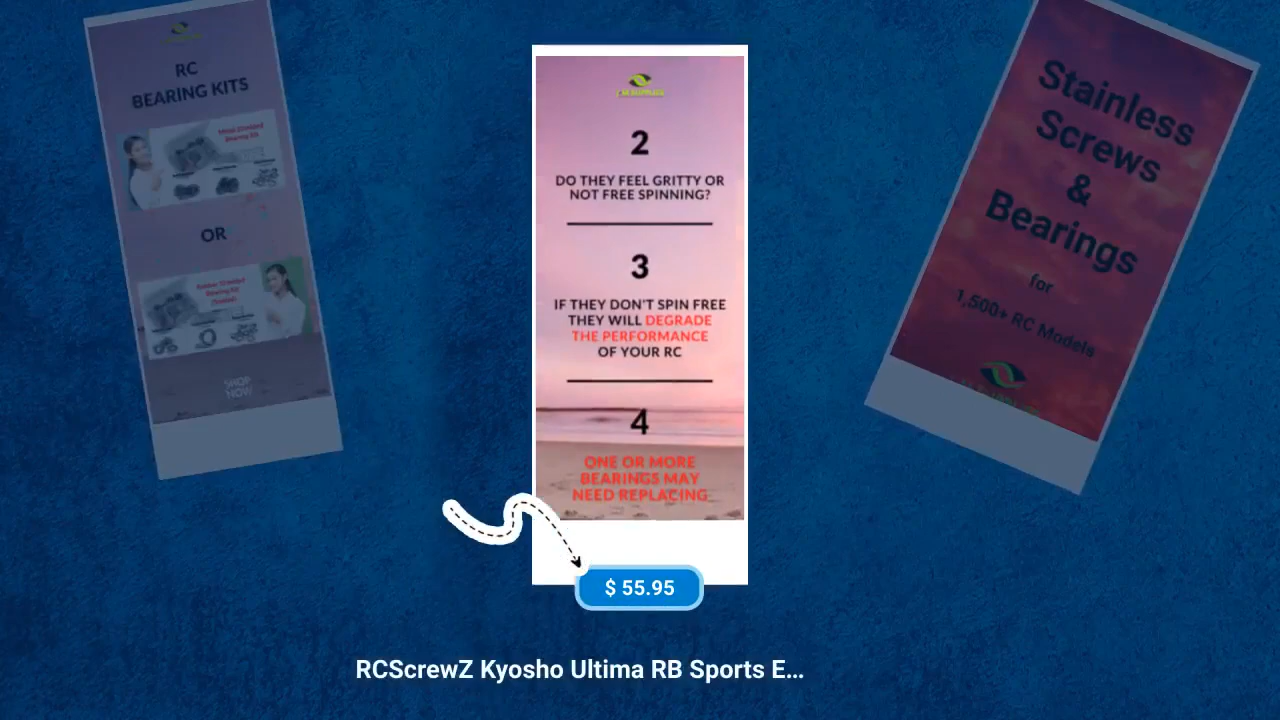 RC
BEARING KITS
OR
SHOP
NOW
2
DO THEY FEEL GRITTY OR
NOT FREE SPINNING?
3
IF THEY DON'T SPIN FREE
THEY WILL DEGRADE
THE PERFORMANCE
OF YOUR RC
4
ONE OR MORE
BEARINGS MAY
NEED REPLACING
$ 55.95
RCScrewZ Kyosho Ultima RB Sports E...
Stainless
Screws
&
Bearings
for
1,500+ RC Models